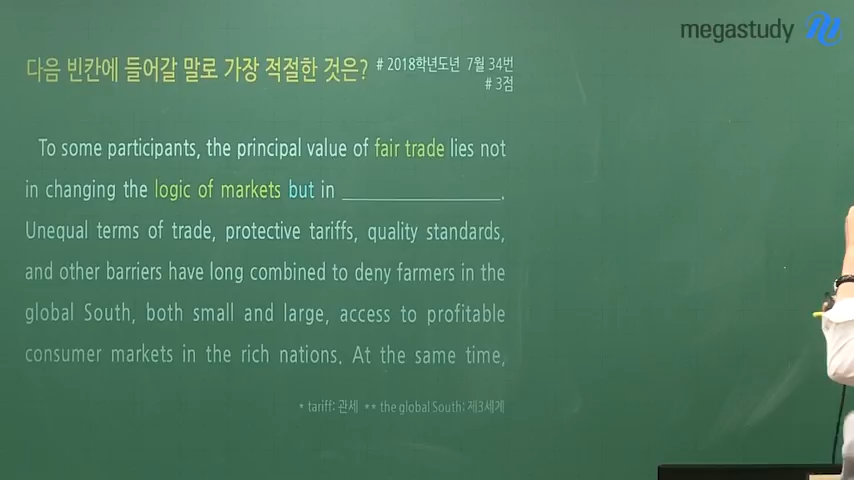 megastudy
다음 빈칸에 들어갈 말로 가장 적절한 것은? # 2018학년도년 7월 34번
# 3점
To some participants, the principal value of fair trade lies not
in changing the logic of markets but in ________________.
Unequal terms of trade, protective tariffs, quality standards,
and other barriers have long combined to deny farmers in the
global South, both small and large, access to profitable
consumer markets in the rich nations. At the same time,
* tariff: 관세 ** the global South: 제3세계